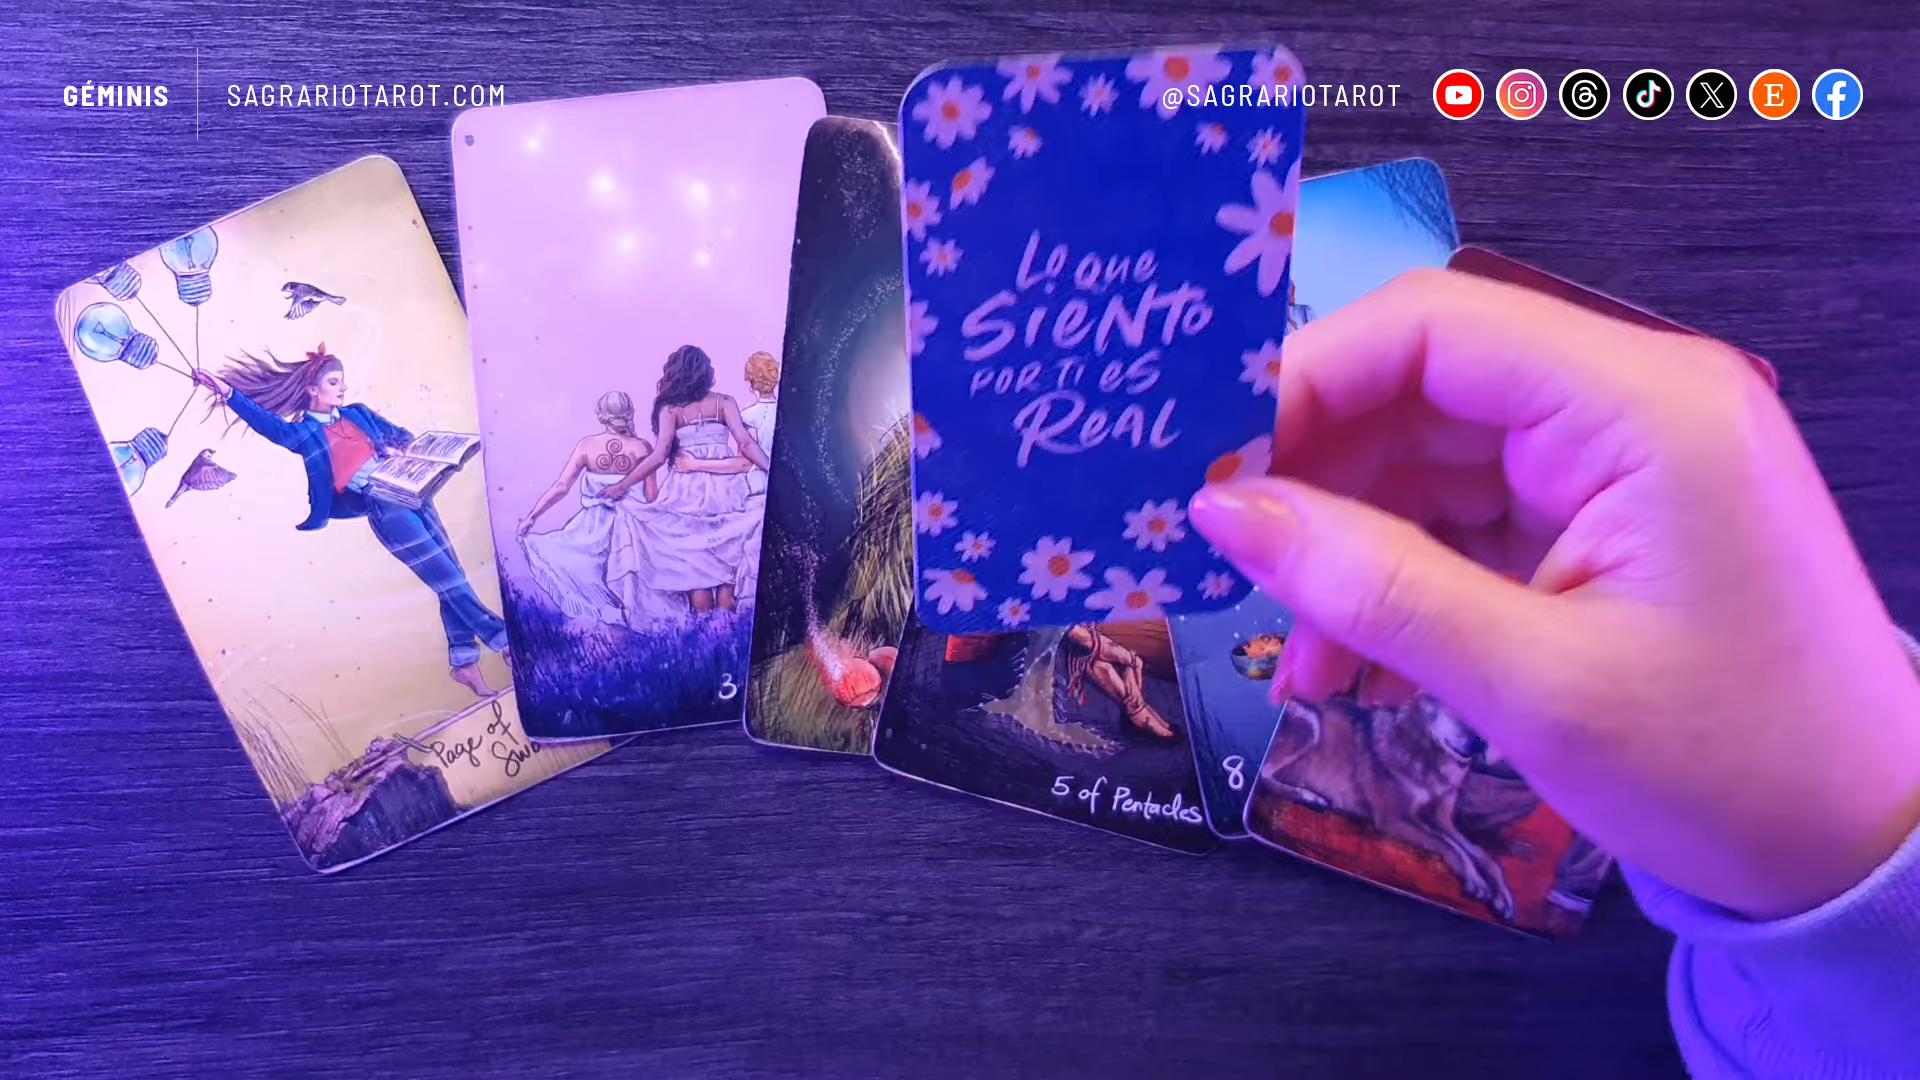 GÉMINIS
SAGRARIOTAROT.COM
@SAGRARIOTAROT
Lo que
SIENTO
POR TI ES
Real
Page of
3
5 of Pentacles
8